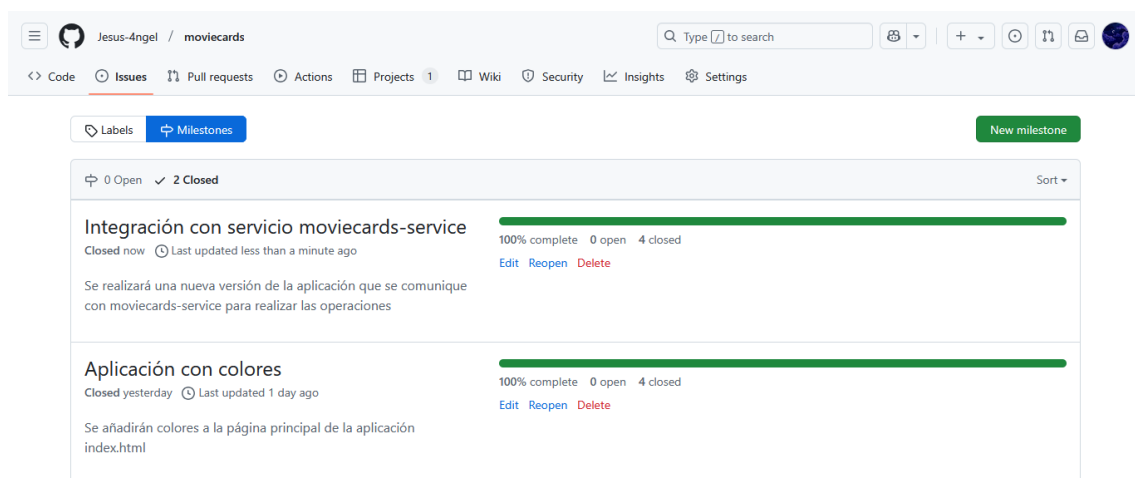 Jesus-4ngel / moviecards
Type / to search
Code Issues Pull requests Actions Projects 1 Wiki Security Insights Settings
Labels Milestones
New milestone
0 Open 2 Closed
Sort
Integración con servicio moviecards-service
Closed now Last updated less than a minute ago
Se realizará una nueva versión de la aplicación que se comunique
con moviecards-service para realizar las operaciones
100% complete 0 open 4 closed
Edit Reopen Delete
Aplicación con colores
Closed yesterday Last updated 1 day ago
Se añadirán colores a la página principal de la aplicación
index.html
100% complete 0 open 4 closed
Edit Reopen Delete